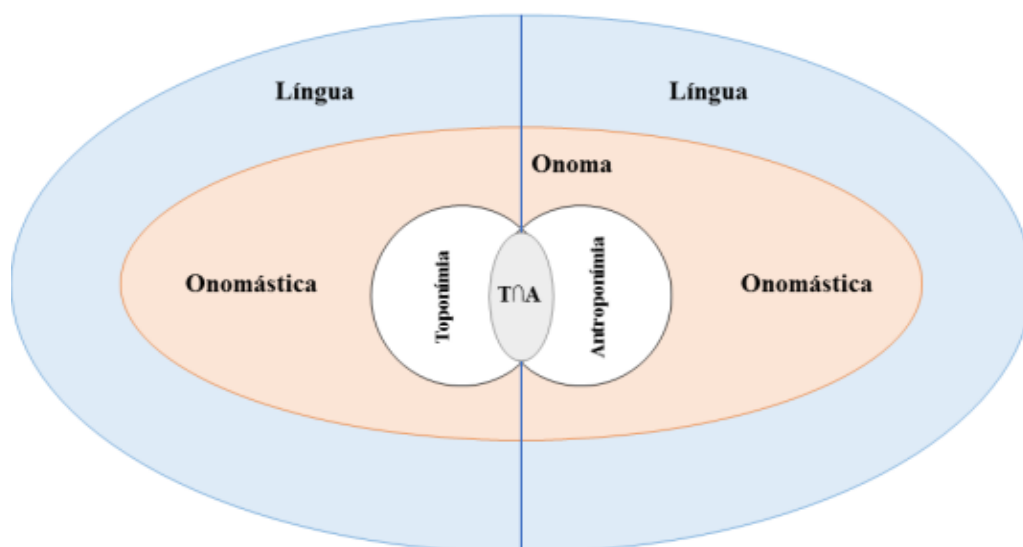 Língua
Língua
Onoma
Onomástica
Toponímia
T∩A
Antroponímia
Onomástica